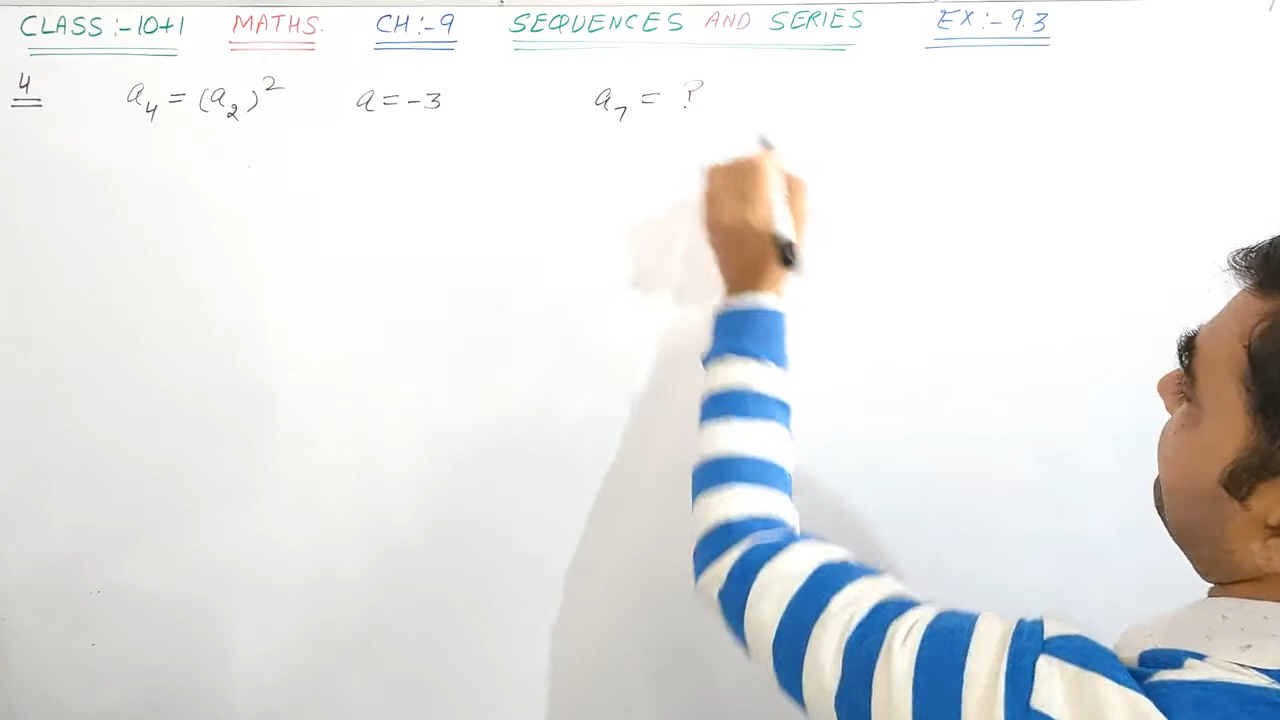 CLASS :- 10+1 MATHS. CH:-9 SEQUENCES AND SERIES EX:-9.3
4 a₄ = (a₂)² a = -3 a₇ = ?